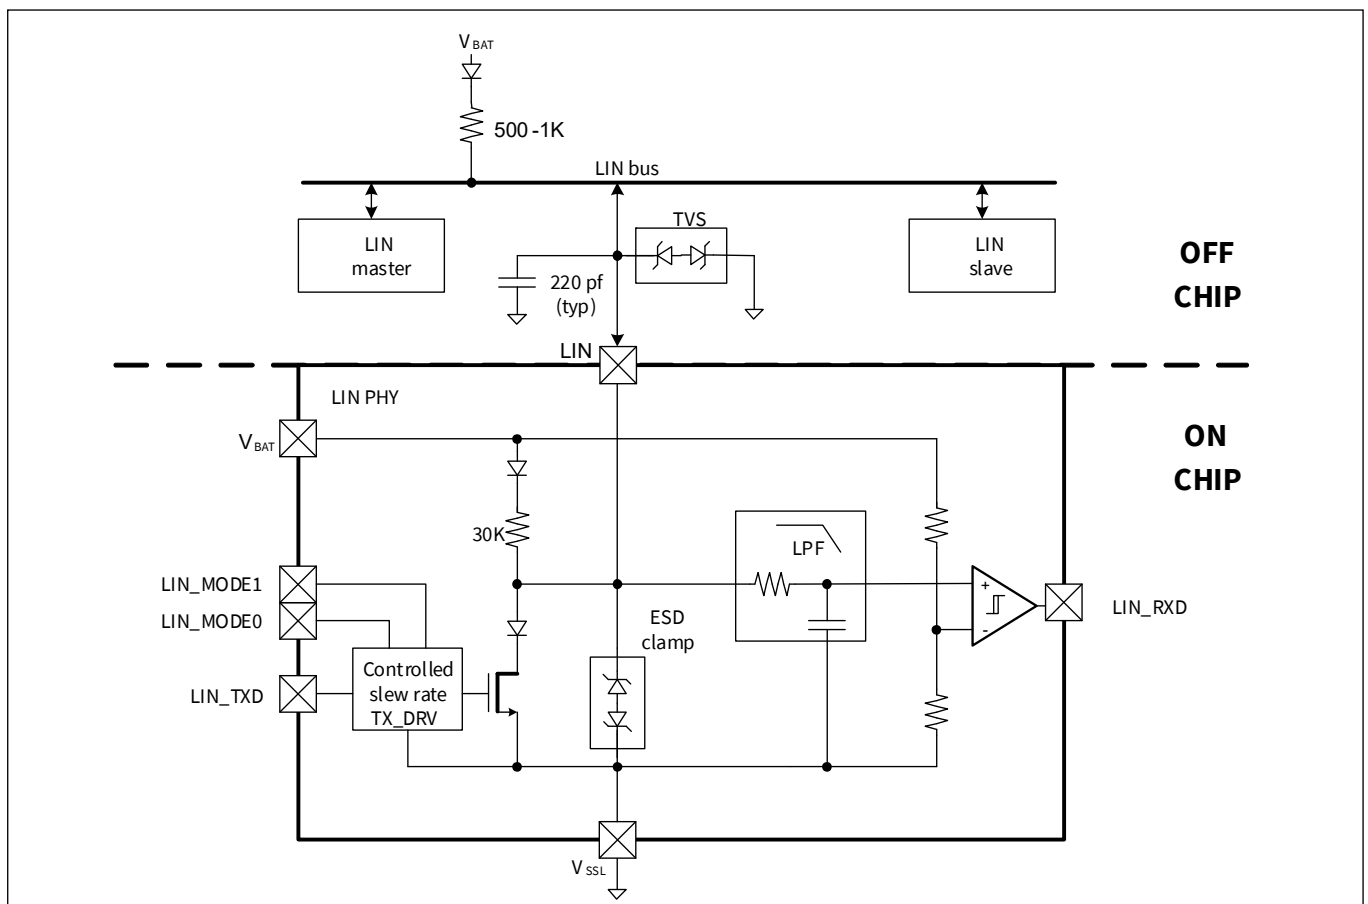 VBAT
500-1K
LIN bus
LIN
master
TVS
220 pf
(typ)
LIN
slave
OFF
CHIP
LIN
LIN PHY
VBAT
ON
CHIP
30K
LPF
+
-
LIN_MODE1
LIN_MODE0
LIN_RXD
ESD
clamp
LIN_TXD
Controlled
slew rate
TX_DRV
VSSL